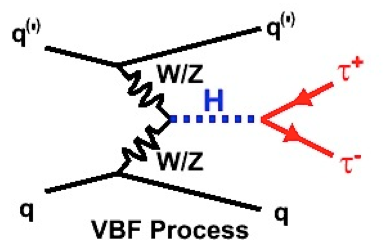 q⁽'⁾
q⁽'⁾
W/Z
H
τ⁺
τ⁻
W/Z
q
q
VBF Process